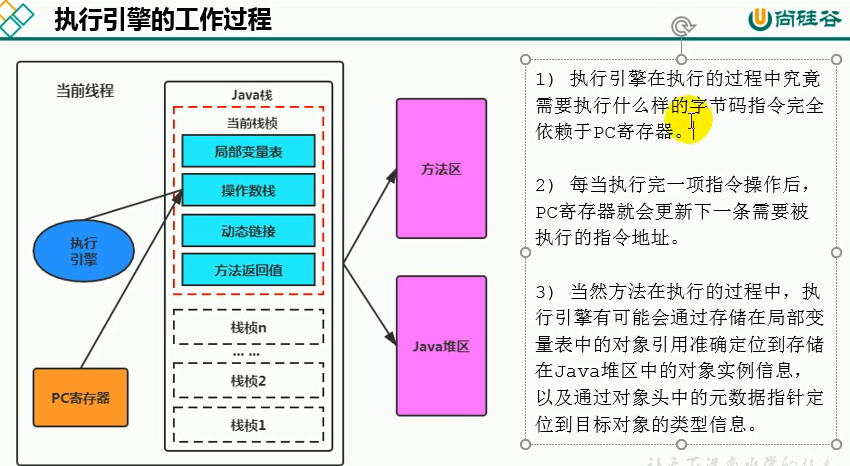 执行引擎的工作过程
尚硅谷
当前线程
Java栈
当前栈桢
局部变量表
操作数栈
动态链接
方法返回值
栈桢n
... ...
栈桢2
栈桢1
执行
引擎
PC寄存器
方法区
Java堆区
1) 执行引擎在执行的过程中究竟
需要执行什么样的字节码指令完全
依赖于PC寄存器。
2) 每当执行完一项指令操作后，
PC寄存器就会更新下一条需要被
执行的指令地址。
3) 当然方法在执行的过程中，执
行引擎有可能会通过存储在局部变
量表中的对象引用准确定位到存储
在Java堆区中的对象实例信息，
以及通过对象头中的元数据指针定
位到目标对象的类型信息。